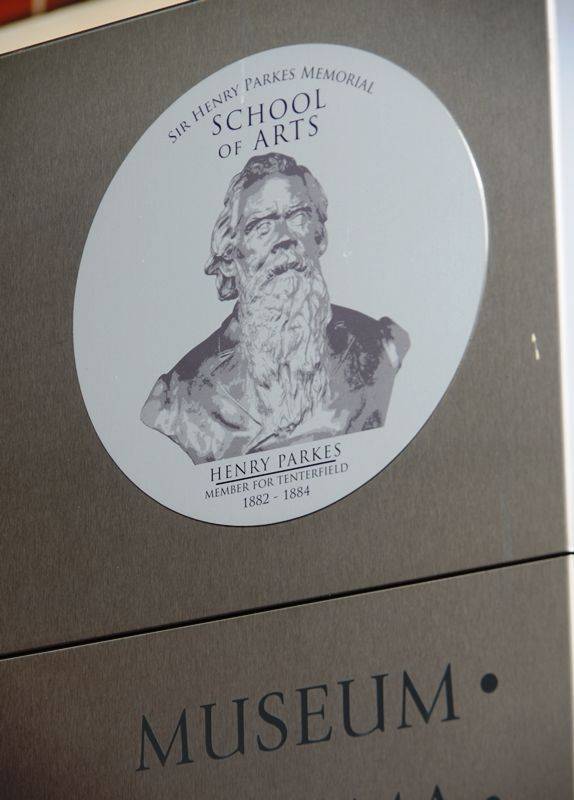 SIR HENRY PARKES MEMORIAL
SCHOOL
OF ARTS
HENRY PARKES
MEMBER FOR TENTERFIELD
1882 - 1884
MUSEUM •